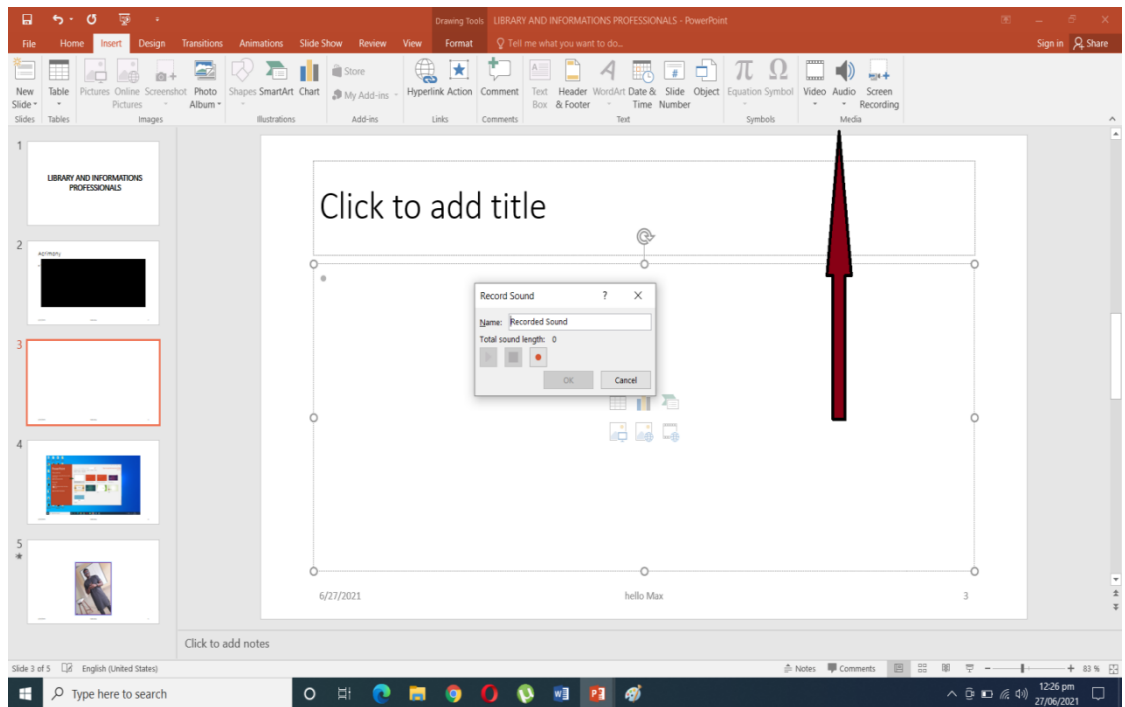 Drawing Tools LIBRARY AND INFORMATIONS PROFESSIONALS - PowerPoint
File Home Insert Design Transitions Animations Slide Show Review View Format Tell me what you want to do... Sign in Share
New Slide Table Pictures Online Pictures Screenshot Photo Album Shapes SmartArt Chart Store My Add-ins Hyperlink Action Comment Text Box Header & Footer WordArt Date & Time Slide Number Object Equation Symbol Video Audio Screen Recording
Slides Tables Images Illustrations Add-ins Links Comments Text Symbols Media
1
LIBRARY AND INFORMATIONS
PROFESSIONALS
2
3
4
5
Click to add title
Record Sound ? X
Name: Recorded Sound
Total sound length: 0
OK Cancel
6/27/2021 hello Max 3
Click to add notes
Slide 3 of 5 English (United States) Notes Comments 83 %
Type here to search
12:26 pm
27/06/2021